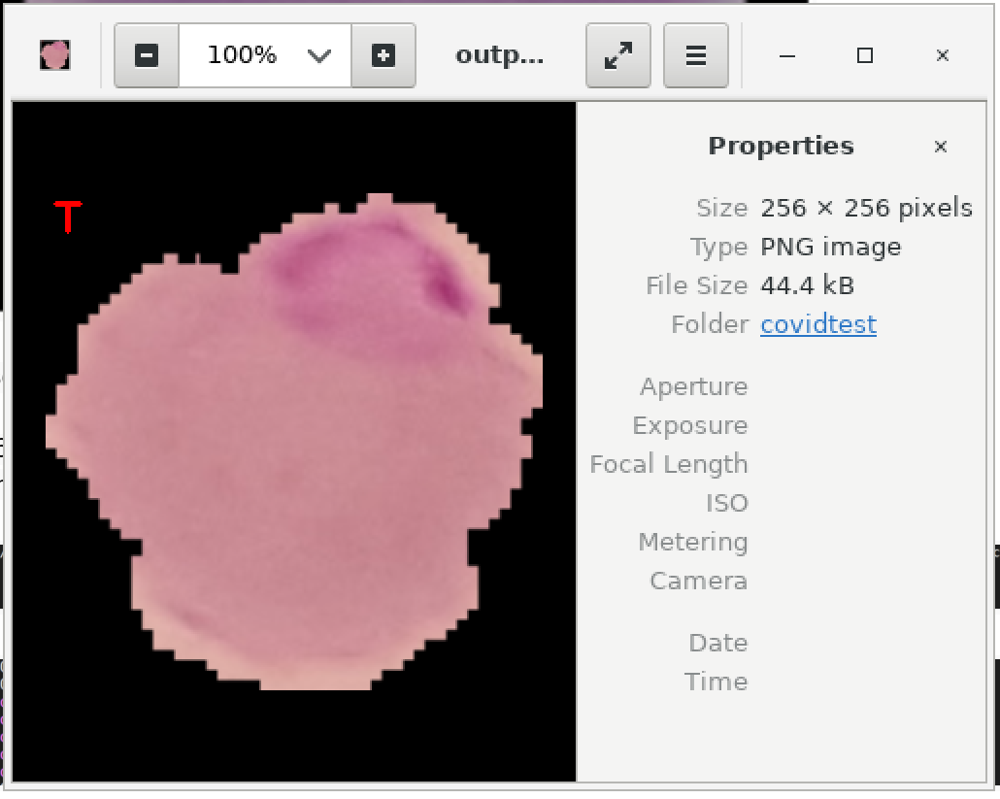 100%
outp...
T
Properties
Size 256 × 256 pixels
Type PNG image
File Size 44.4 kB
Folder covidtest
Aperture
Exposure
Focal Length
ISO
Metering
Camera
Date
Time